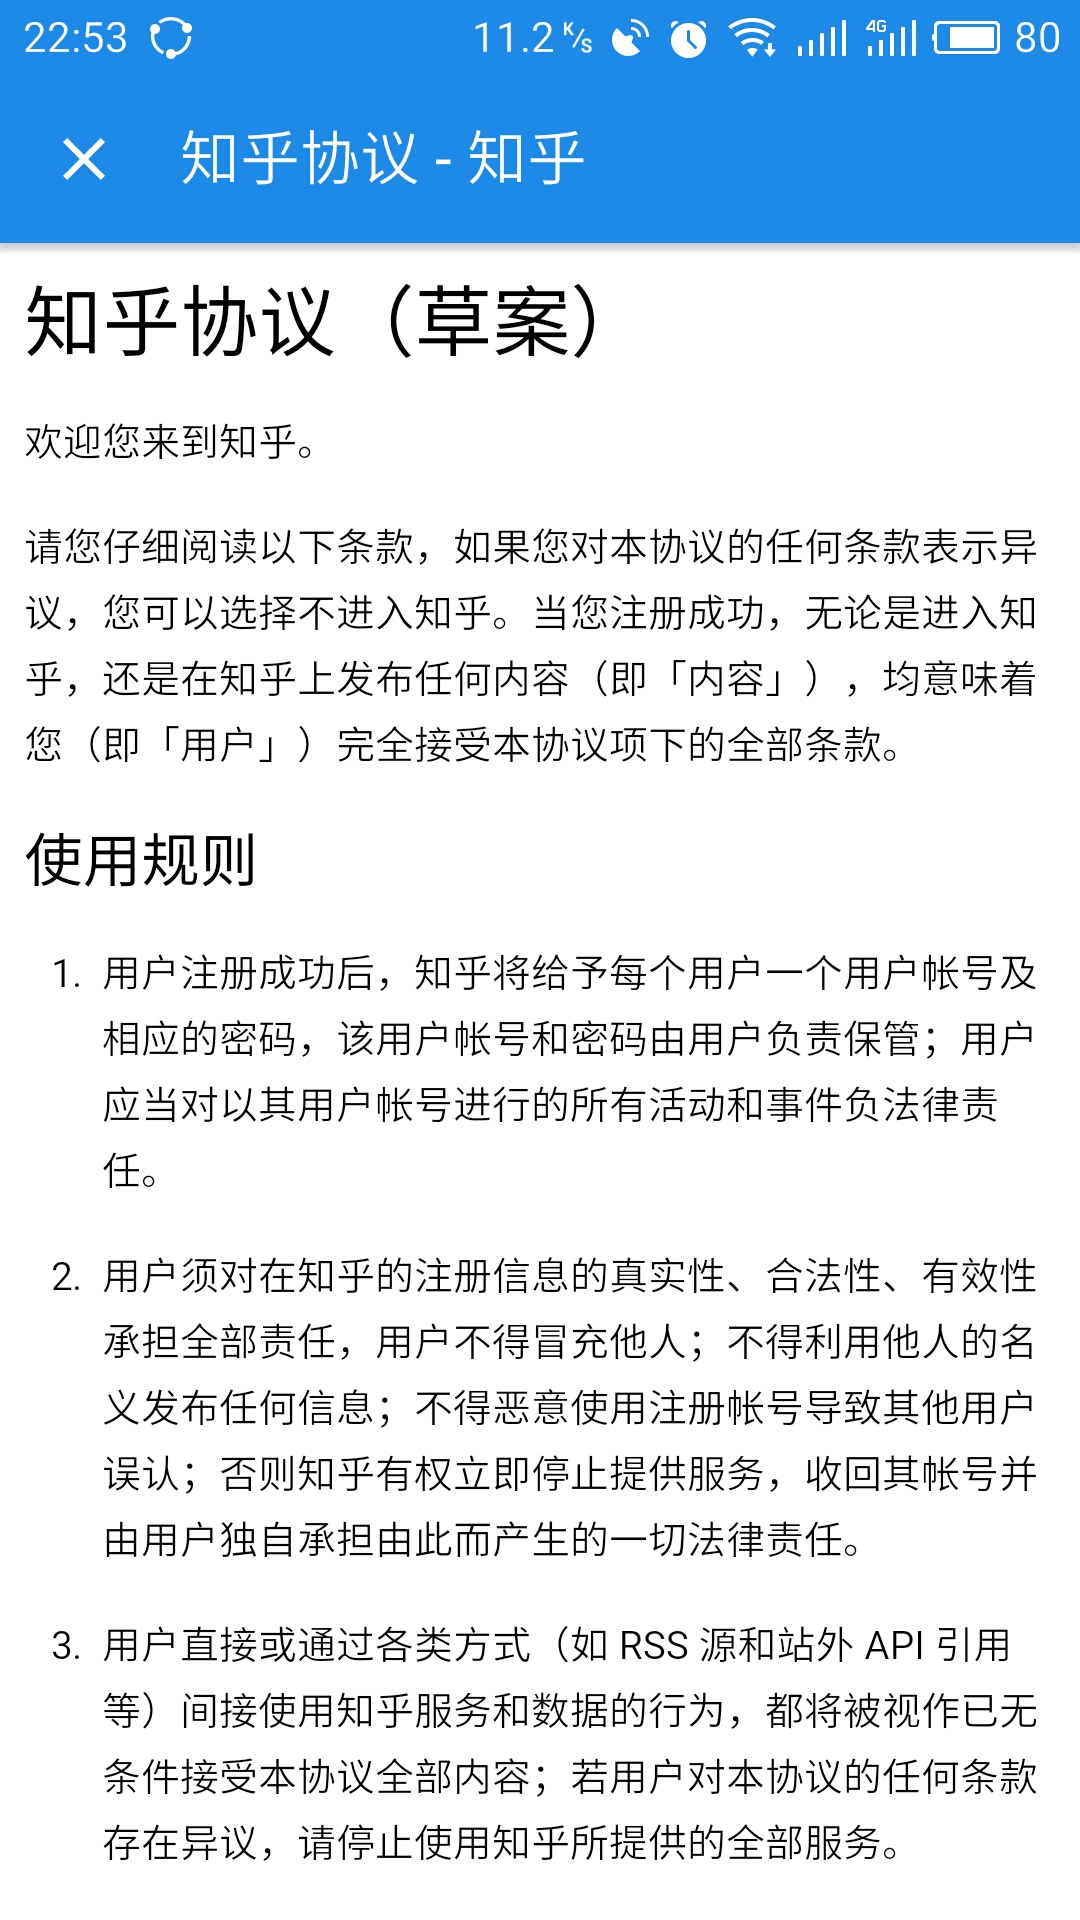 22:53
11.2 K/s
4G
80
知乎协议 - 知乎
知乎协议（草案）
欢迎您来到知乎。
请您仔细阅读以下条款，如果您对本协议的任何条款表示异
议，您可以选择不进入知乎。当您注册成功，无论是进入知
乎，还是在知乎上发布任何内容（即「内容」），均意味着
您（即「用户」）完全接受本协议项下的全部条款。
使用规则
1. 用户注册成功后，知乎将给予每个用户一个用户帐号及
相应的密码，该用户帐号和密码由用户负责保管；用户
应当对以其用户帐号进行的所有活动和事件负法律责
任。
2. 用户须对在知乎的注册信息的真实性、合法性、有效性
承担全部责任，用户不得冒充他人；不得利用他人的名
义发布任何信息；不得恶意使用注册帐号导致其他用户
误认；否则知乎有权立即停止提供服务，收回其帐号并
由用户独自承担由此而产生的一切法律责任。
3. 用户直接或通过各类方式（如 RSS 源和站外 API 引用
等）间接使用知乎服务和数据的行为，都将被视作已无
条件接受本协议全部内容；若用户对本协议的任何条款
存在异议，请停止使用知乎所提供的全部服务。